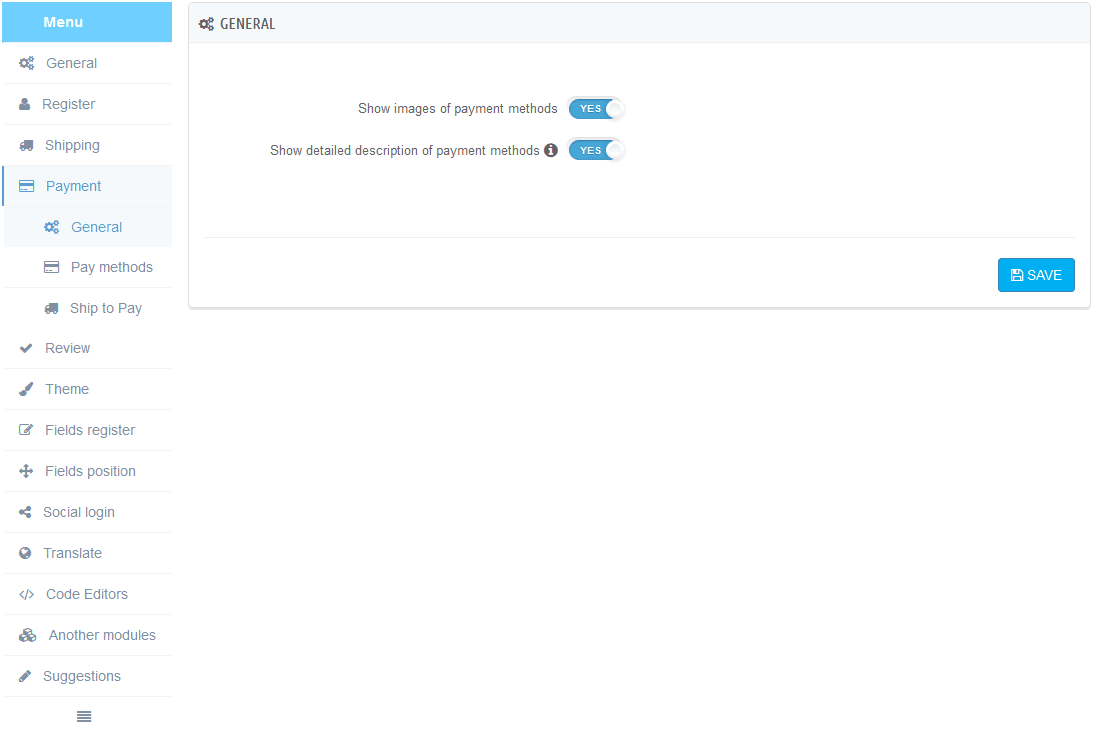 Menu
General
Register
Shipping
Payment
General
Pay methods
Ship to Pay
Review
Theme
Fields register
Fields position
Social login
Translate
Code Editors
Another modules
Suggestions
GENERAL
Show images of payment methods YES
Show detailed description of payment methods YES
SAVE